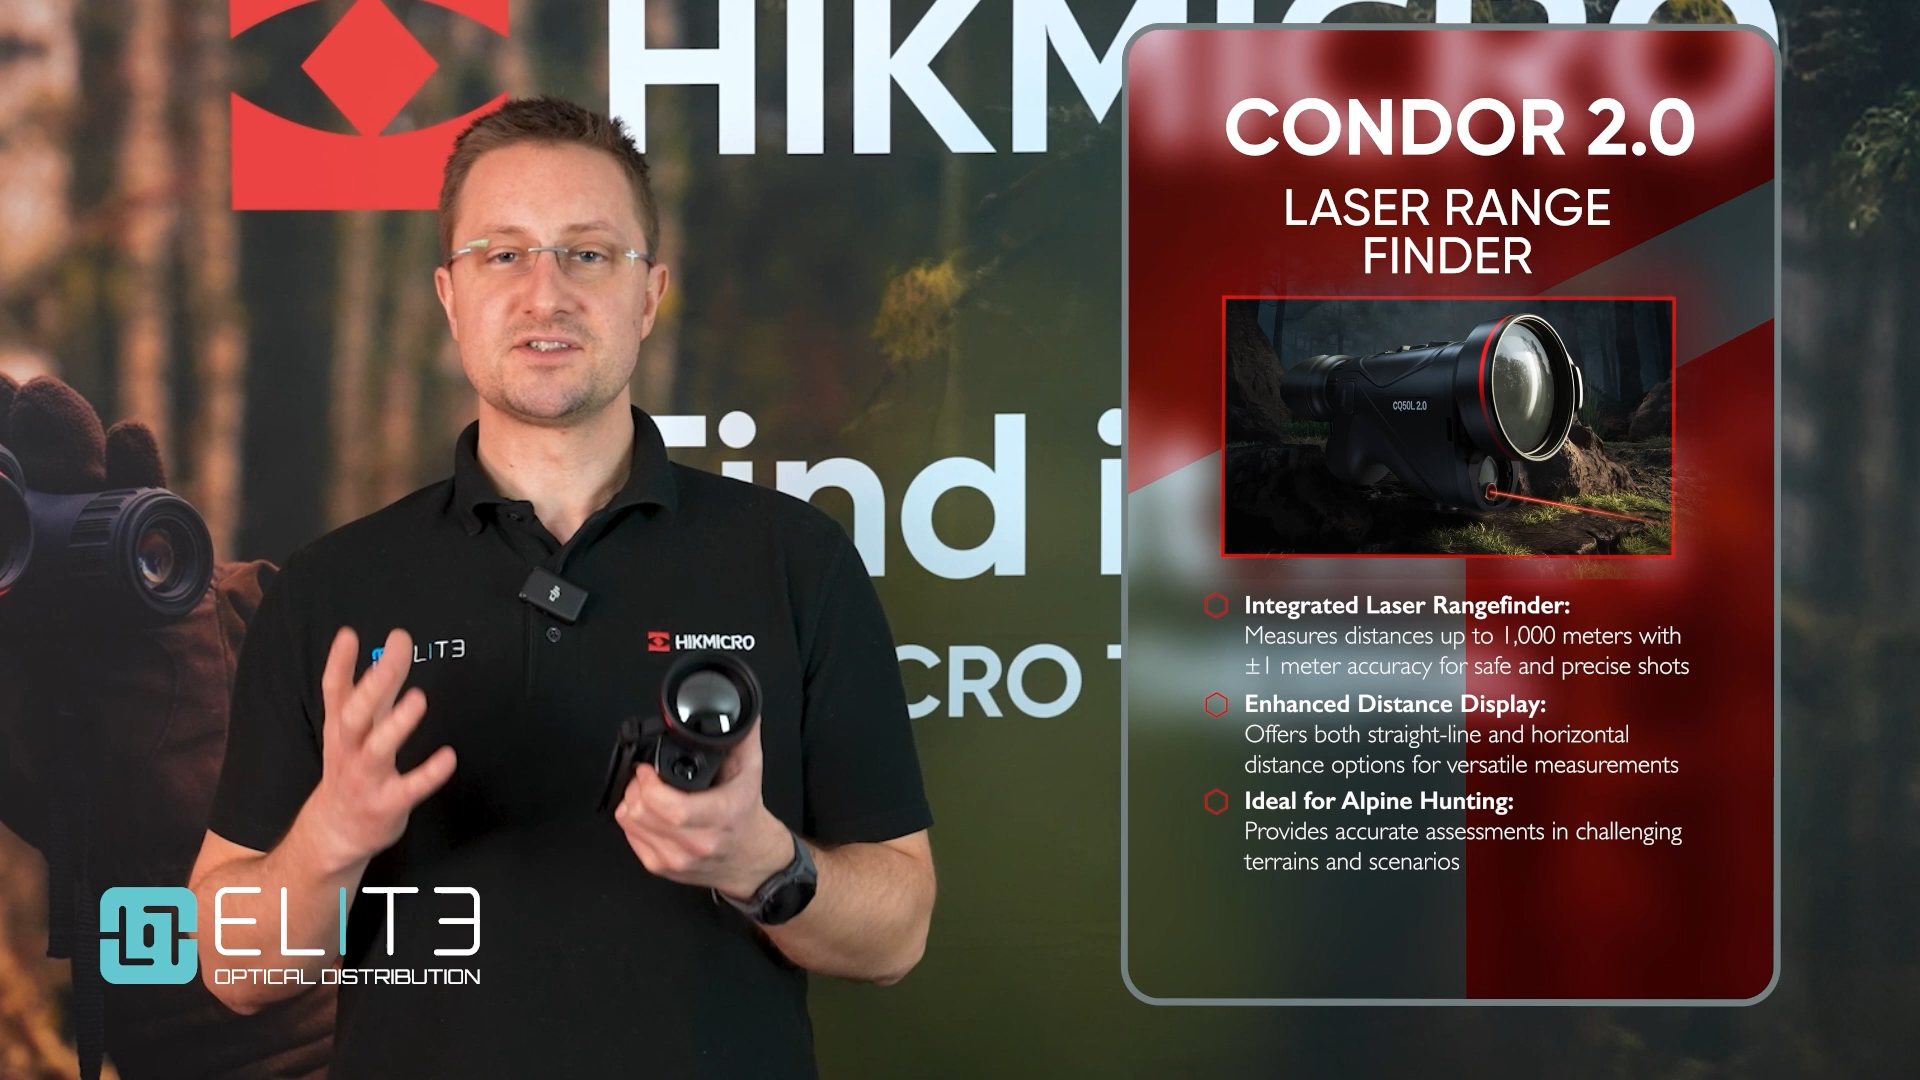 HIKMICRO
Find i
CRO T
ELIT3
HIKMICRO
dji
ELIT3
OPTICAL DISTRIBUTION
CONDOR 2.0
LASER RANGE
FINDER
CQ50L 2.0
Integrated Laser Rangefinder:
Measures distances up to 1,000 meters with
±1 meter accuracy for safe and precise shots
Enhanced Distance Display:
Offers both straight-line and horizontal
distance options for versatile measurements
Ideal for Alpine Hunting:
Provides accurate assessments in challenging
terrains and scenarios